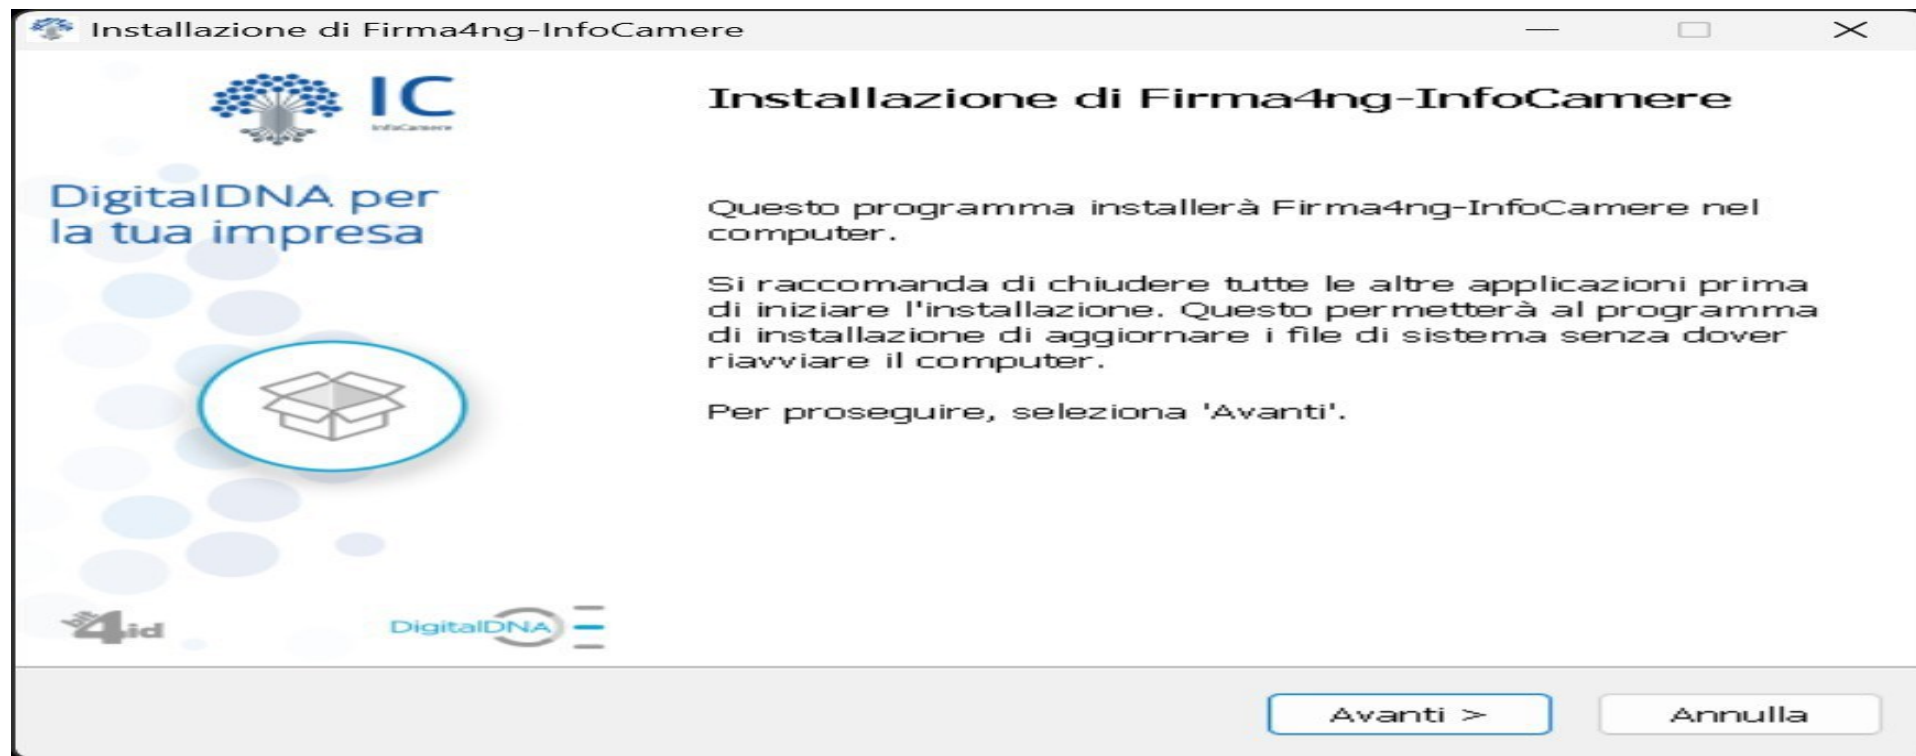 Installazione di Firma4ng-InfoCamere
IC
InfoCamere
DigitalDNA per
la tua impresa
Installazione di Firma4ng-InfoCamere
Questo programma installerà Firma4ng-InfoCamere nel
computer.
Si raccomanda di chiudere tutte le altre applicazioni prima
di iniziare l'installazione. Questo permetterà al programma
di installazione di aggiornare i file di sistema senza dover
riavviare il computer.
Per proseguire, seleziona 'Avanti'.
bit4id
DigitalDNA
Avanti >
Annulla